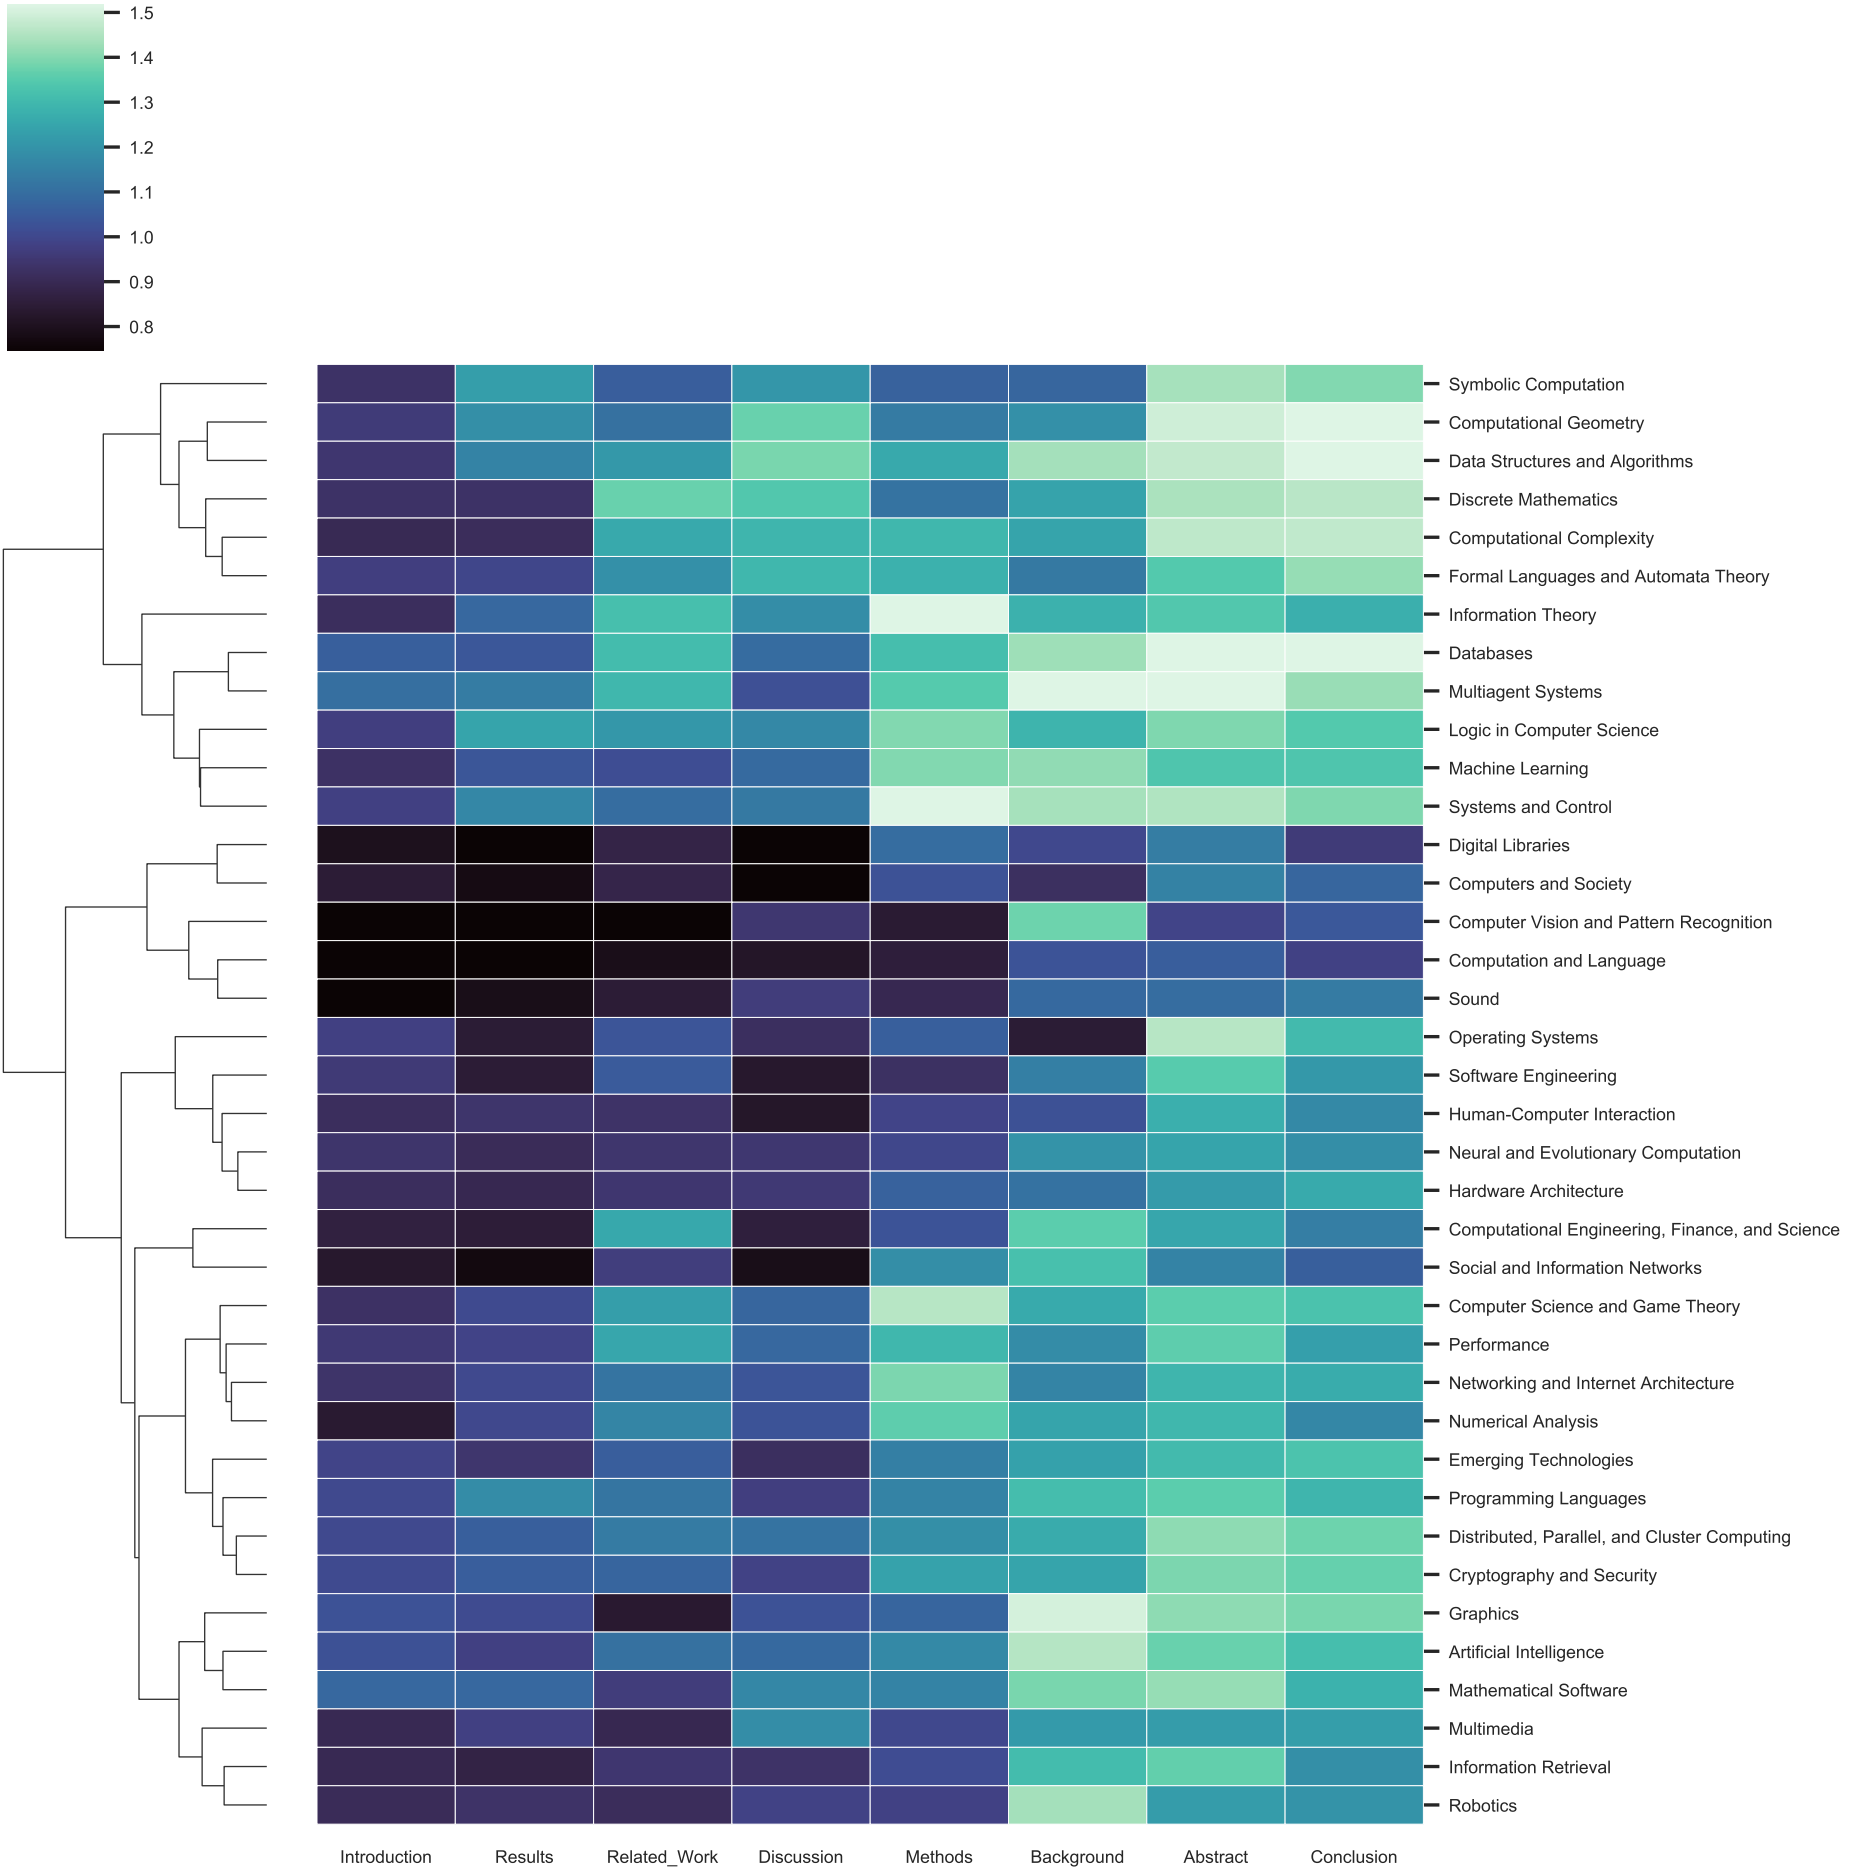 1.5
1.4
1.3
1.2
1.1
1.0
0.9
0.8
Symbolic Computation
Computational Geometry
Data Structures and Algorithms
Discrete Mathematics
Computational Complexity
Formal Languages and Automata Theory
Information Theory
Databases
Multiagent Systems
Logic in Computer Science
Machine Learning
Systems and Control
Digital Libraries
Computers and Society
Computer Vision and Pattern Recognition
Computation and Language
Sound
Operating Systems
Software Engineering
Human-Computer Interaction
Neural and Evolutionary Computation
Hardware Architecture
Computational Engineering, Finance, and Science
Social and Information Networks
Computer Science and Game Theory
Performance
Networking and Internet Architecture
Numerical Analysis
Emerging Technologies
Programming Languages
Distributed, Parallel, and Cluster Computing
Cryptography and Security
Graphics
Artificial Intelligence
Mathematical Software
Multimedia
Information Retrieval
Robotics
Introduction Results Related_Work Discussion Methods Background Abstract Conclusion